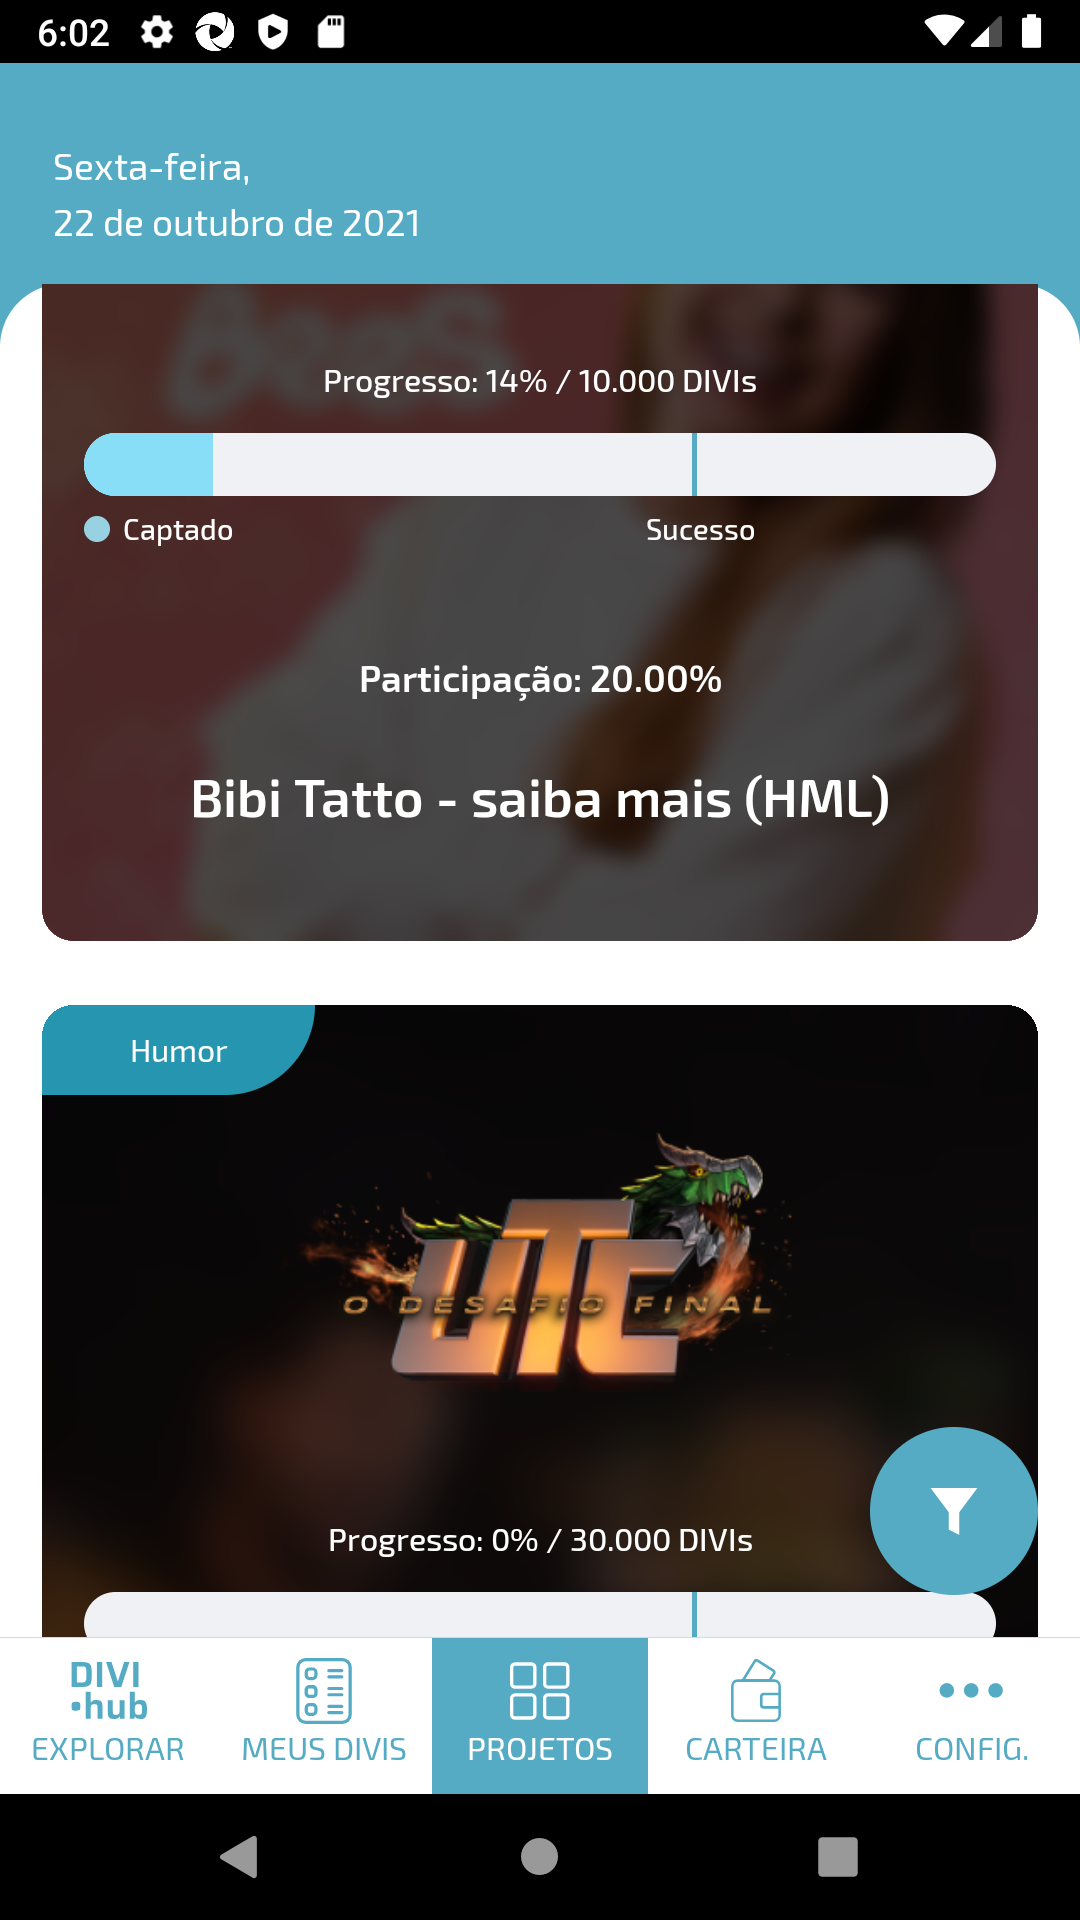 6:02
Sexta-feira,
22 de outubro de 2021
Bees
Progresso: 14% / 10.000 DIVIs
Captado
Sucesso
Participação: 20.00%
Bibi Tatto - saiba mais (HML)
Humor
UTC
O DESAFIO FINAL
Progresso: 0% / 30.000 DIVIs
DIVI
•hub
EXPLORAR
MEUS DIVIS
PROJETOS
CARTEIRA
CONFIG.